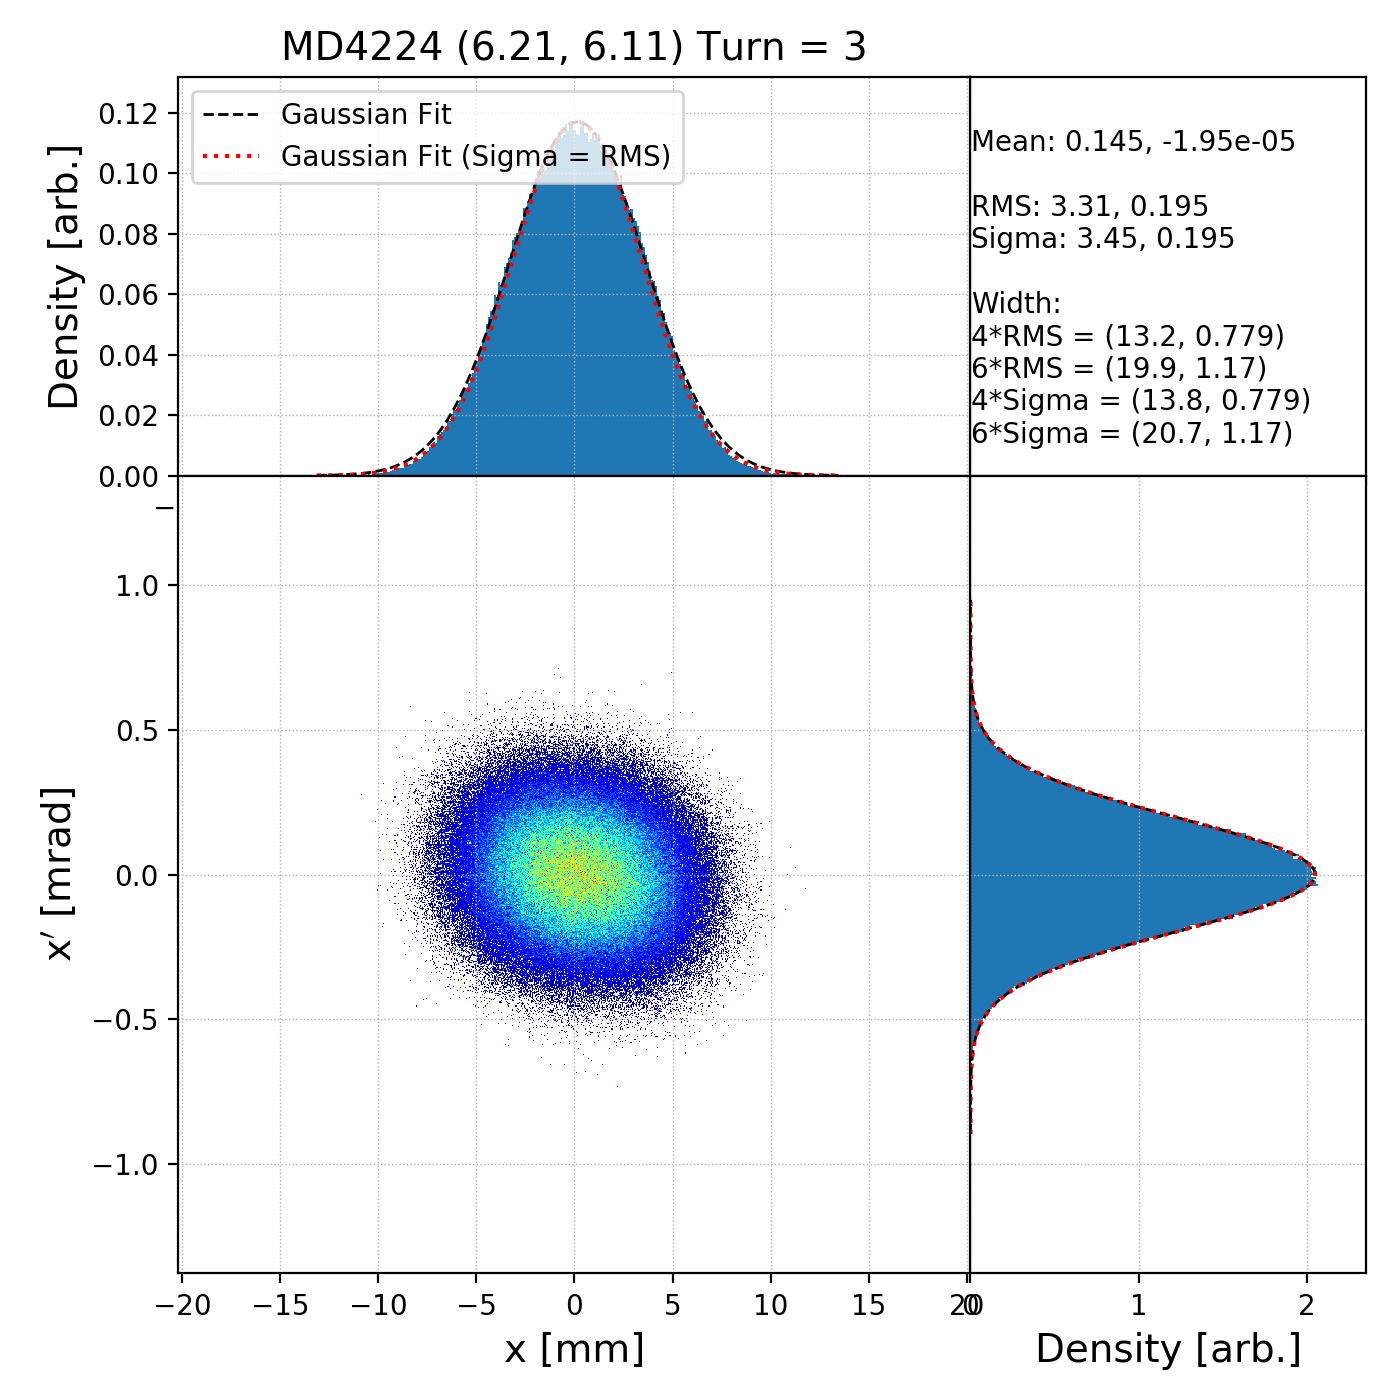 MD4224 (6.21, 6.11) Turn = 3
Gaussian Fit
Gaussian Fit (Sigma = RMS)
Density [arb.]
0.12
0.10
0.08
0.06
0.04
0.02
0.00
Mean: 0.145, -1.95e-05
RMS: 3.31, 0.195
Sigma: 3.45, 0.195
Width:
4*RMS = (13.2, 0.779)
6*RMS = (19.9, 1.17)
4*Sigma = (13.8, 0.779)
6*Sigma = (20.7, 1.17)
x′ [mrad]
1.0
0.5
0.0
−0.5
−1.0
−20 −15 −10 −5 0 5 10 15 20
x [mm]
0 1 2
Density [arb.]